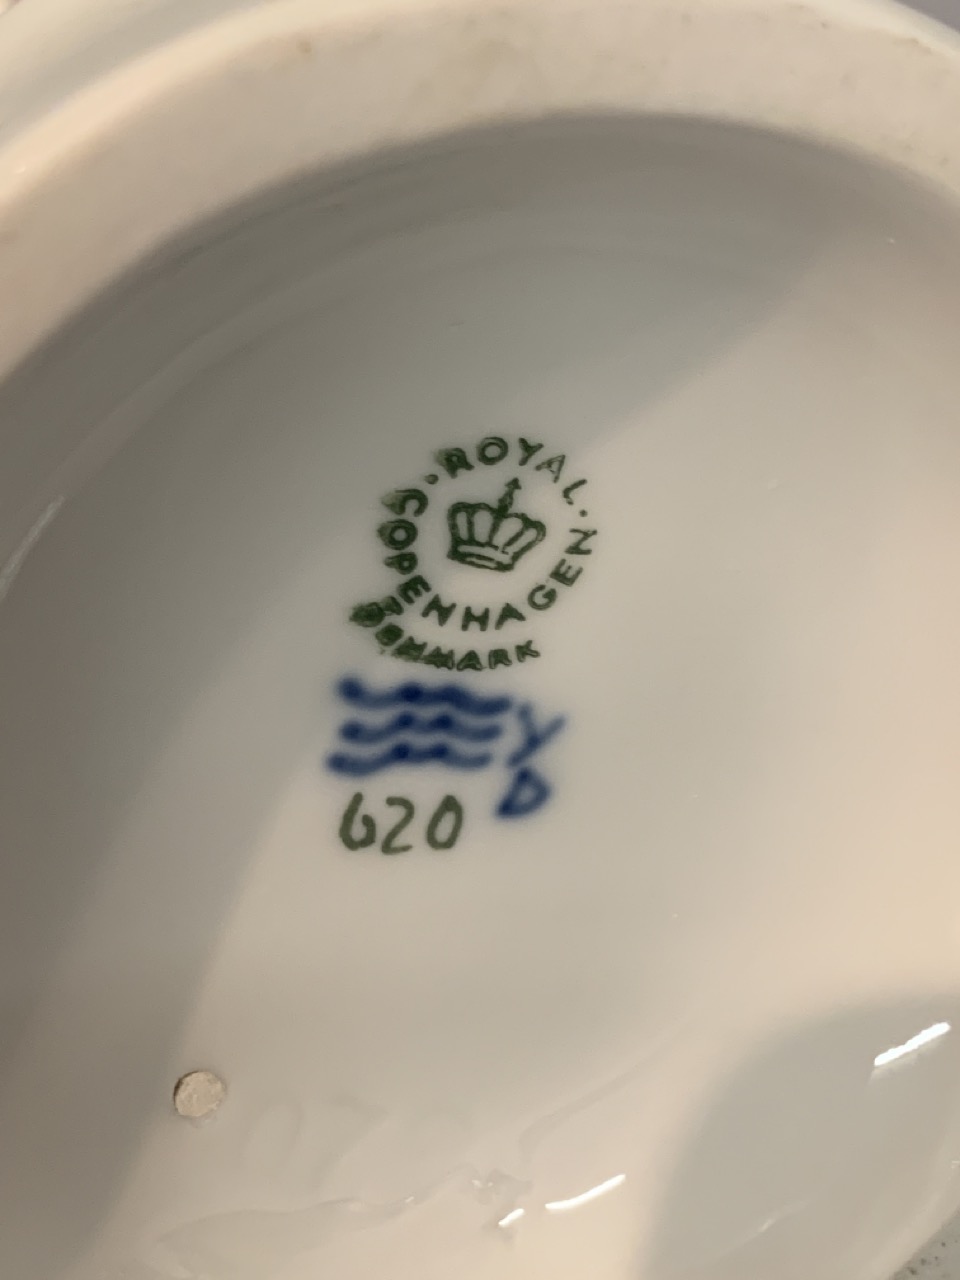 ROYAL · COPENHAGEN ·
DENMARK
Y
D
620